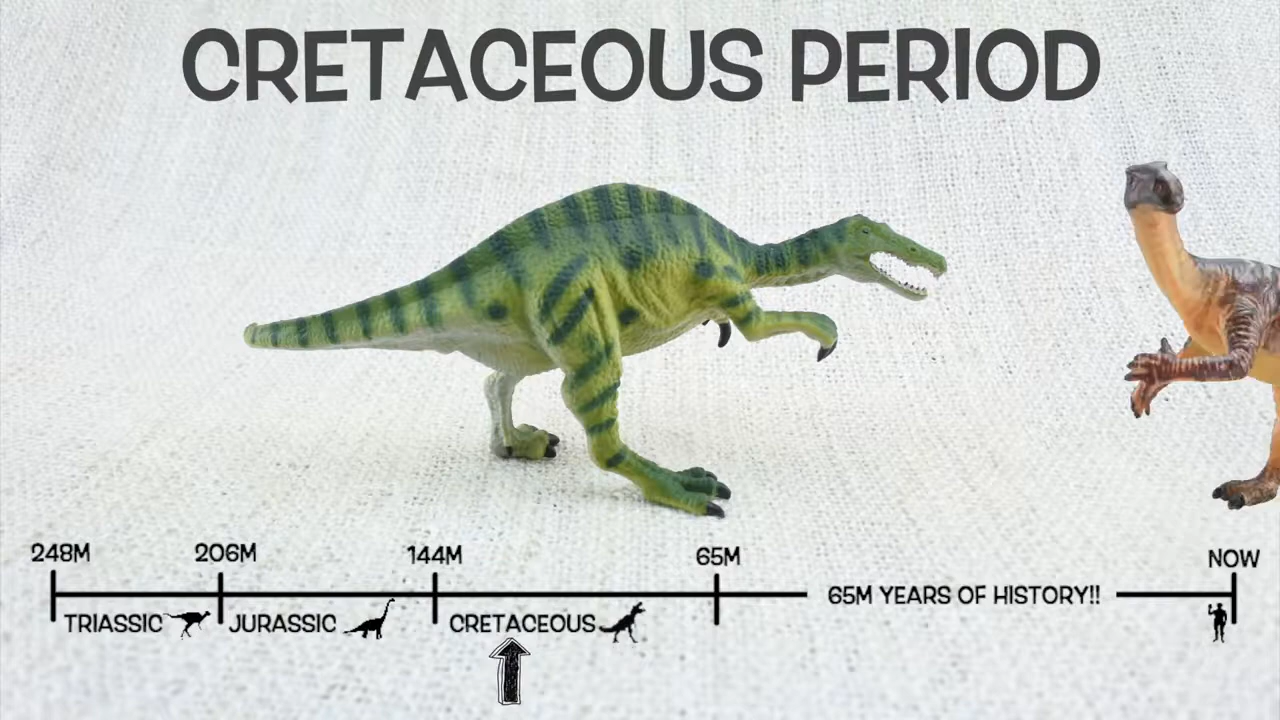 CRETACEOUS PERIOD
248M 206M 144M 65M NOW
65M YEARS OF HISTORY!!
TRIASSIC JURASSIC CRETACEOUS